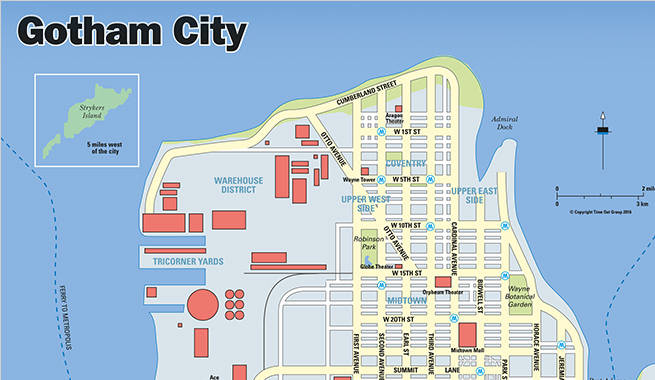 Gotham City
Strykers
Island
5 miles west
of the city
CUMBERLAND STREET
Aragos
Theater
Admiral
Dock
W 1ST ST
OTTO AVENUE
COVENTRY
WAREHOUSE
DISTRICT
Wayne Tower
W 5TH ST
UPPER WEST
SIDE
UPPER EAST
SIDE
0
2 mile
0
3 km
© Copyright Time Out Group 2016
W 10TH ST
OTTO AVENUE
CARDINAL AVENUE
Robinson
Park
TRICORNER YARDS
Globe Theater
W 15TH ST
Orpheum Theater
BIDWELL ST
Wayne
Botanical
Garden
MIDTOWN
FERRY TO METROPOLIS
W 20TH ST
FIRST AVENUE
SECOND AVENUE
EARL ST
THIRD AVENUE
Midtown Mall
HORACE AVENUE
PARK
JEREM
SUMMIT LANE
Ace